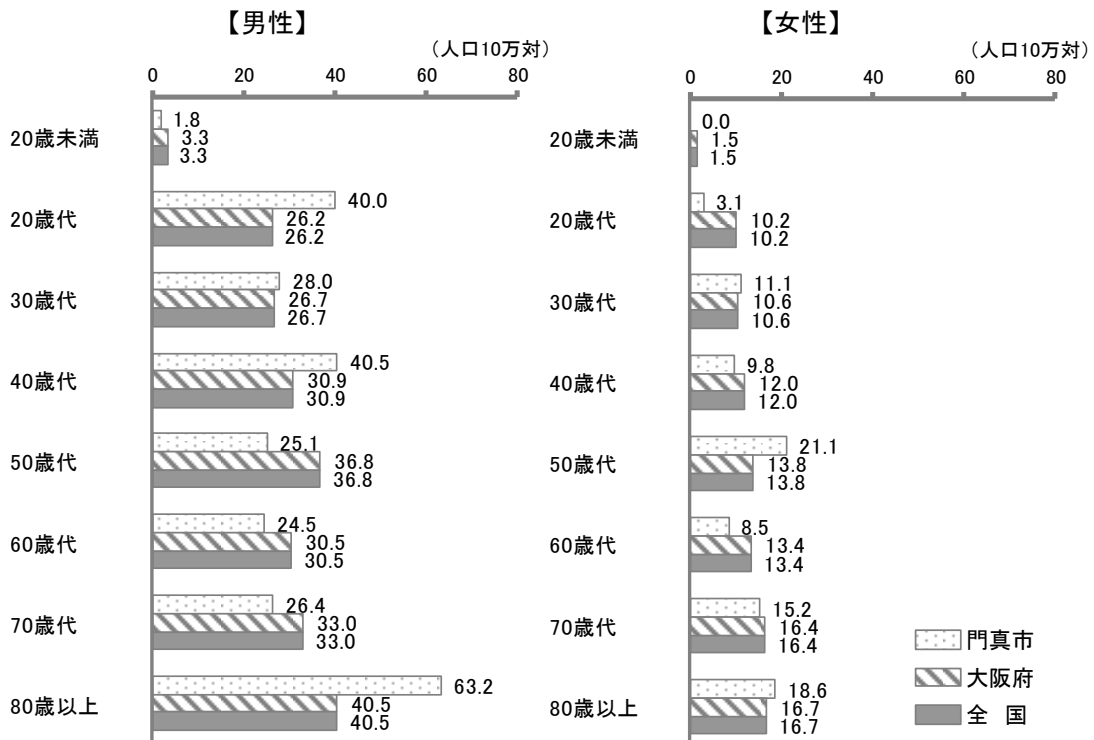 【男性】
（人口10万対）
0 20 40 60 80
20歳未満
1.8
3.3
3.3
20歳代
40.0
26.2
26.2
30歳代
28.0
26.7
26.7
40歳代
40.5
30.9
30.9
50歳代
25.1
36.8
36.8
60歳代
24.5
30.5
30.5
70歳代
26.4
33.0
33.0
80歳以上
63.2
40.5
40.5
【女性】
（人口10万対）
0 20 40 60 80
20歳未満
0.0
1.5
1.5
20歳代
3.1
10.2
10.2
30歳代
11.1
10.6
10.6
40歳代
9.8
12.0
12.0
50歳代
21.1
13.8
13.8
60歳代
8.5
13.4
13.4
70歳代
15.2
16.4
16.4
80歳以上
18.6
16.7
16.7
門真市
大阪府
全　国